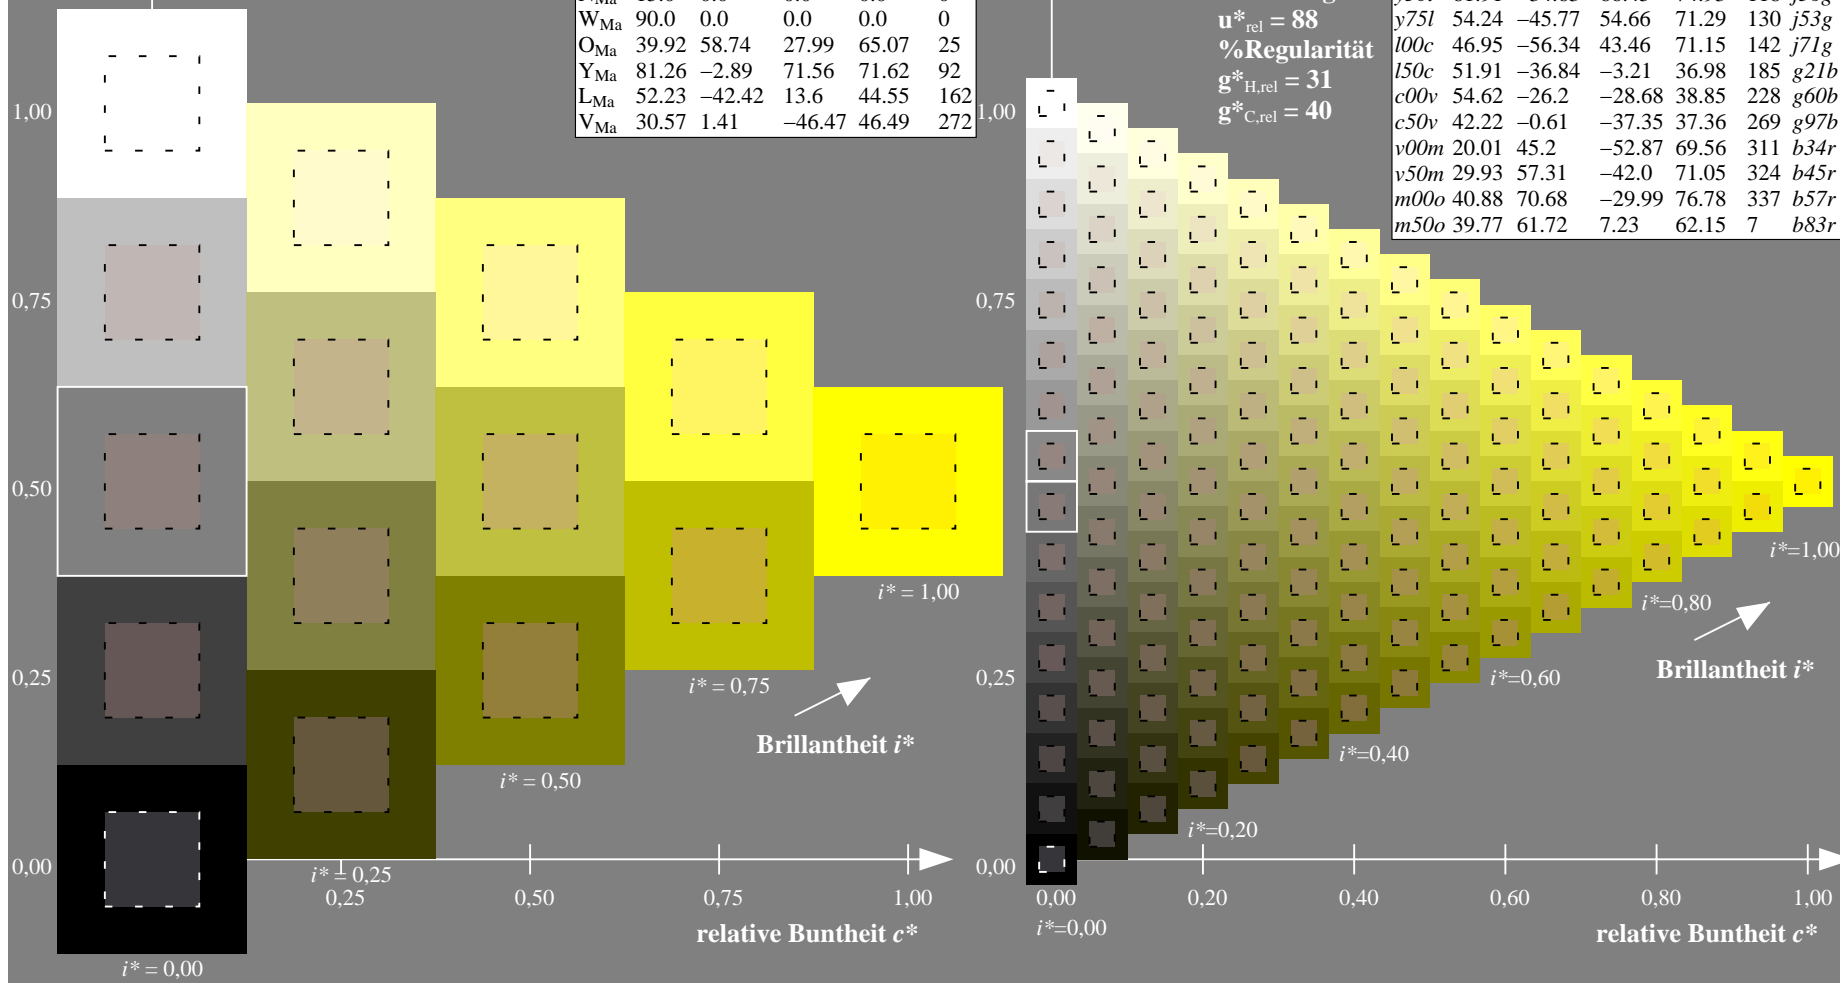 W_Ma 90.0 0.0 0.0 0.0 0
O_Ma 39.92 58.74 27.99 65.07 25
Y_Ma 81.26 −2.89 71.56 71.62 92
L_Ma 52.23 −42.42 13.6 44.55 162
V_Ma 30.57 1.41 −46.47 46.49 272
u*_rel = 88
%Regularität
g*_H,rel = 31
g*_C,rel = 40
y75l 54.24 −45.77 54.66 71.29 130 j53g
l00c 46.95 −56.34 43.46 71.15 142 j71g
l50c 51.91 −36.84 −3.21 36.98 185 g21b
c00v 54.62 −26.2 −28.68 38.85 228 g60b
c50v 42.22 −0.61 −37.35 37.36 269 g97b
v00m 20.01 45.2 −52.87 69.56 311 b34r
v50m 29.93 57.31 −42.0 71.05 324 b45r
m00o 40.88 70.68 −29.99 76.78 337 b57r
m50o 39.77 61.72 7.23 62.15 7 b83r
1,00
0,75
0,50
0,25
0,00
i* = 1,00
i* = 0,75
Brillantheit i*
i* = 0,50
i* = 0,25
0,25 0,50 0,75 1,00
relative Buntheit c*
i* = 0,00
1,00
0,75
0,50
0,25
0,00
i*=1,00
i*=0,80
Brillantheit i*
i*=0,60
i*=0,40
i*=0,20
0,00 0,20 0,40 0,60 0,80 1,00
i*=0,00
relative Buntheit c*